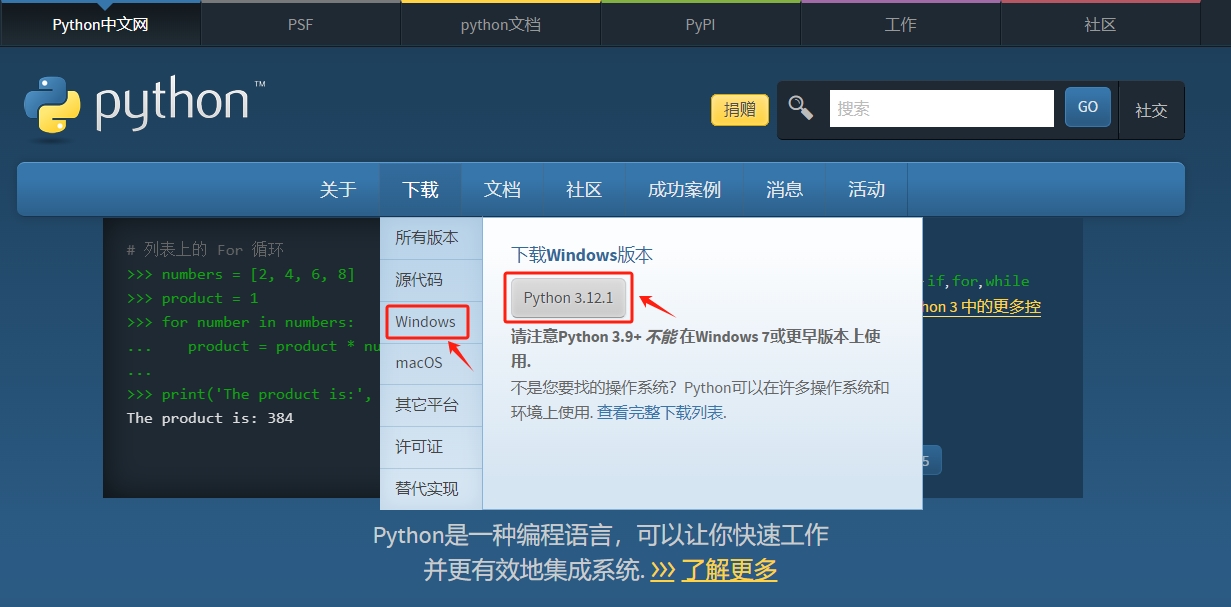 Python中文网
PSF
python文档
PyPI
工作
社区
python™
捐赠
搜索
GO
社交
关于
下载
文档
社区
成功案例
消息
活动
# 列表上的 For 循环
>>> numbers = [2, 4, 6, 8]
>>> product = 1
>>> for number in numbers:
...    product = product * nu
...
>>> print('The product is:',
The product is: 384
所有版本
源代码
Windows
macOS
其它平台
许可证
替代实现
下载Windows版本
Python 3.12.1
请注意Python 3.9+ 不能 在Windows 7或更早版本上使
用.
不是您要找的操作系统？Python可以在许多操作系统和
环境上使用. 查看完整下载列表.
if,for,while
hon 3 中的更多控
5
Python是一种编程语言，可以让你快速工作
并更有效地集成系统. >>> 了解更多